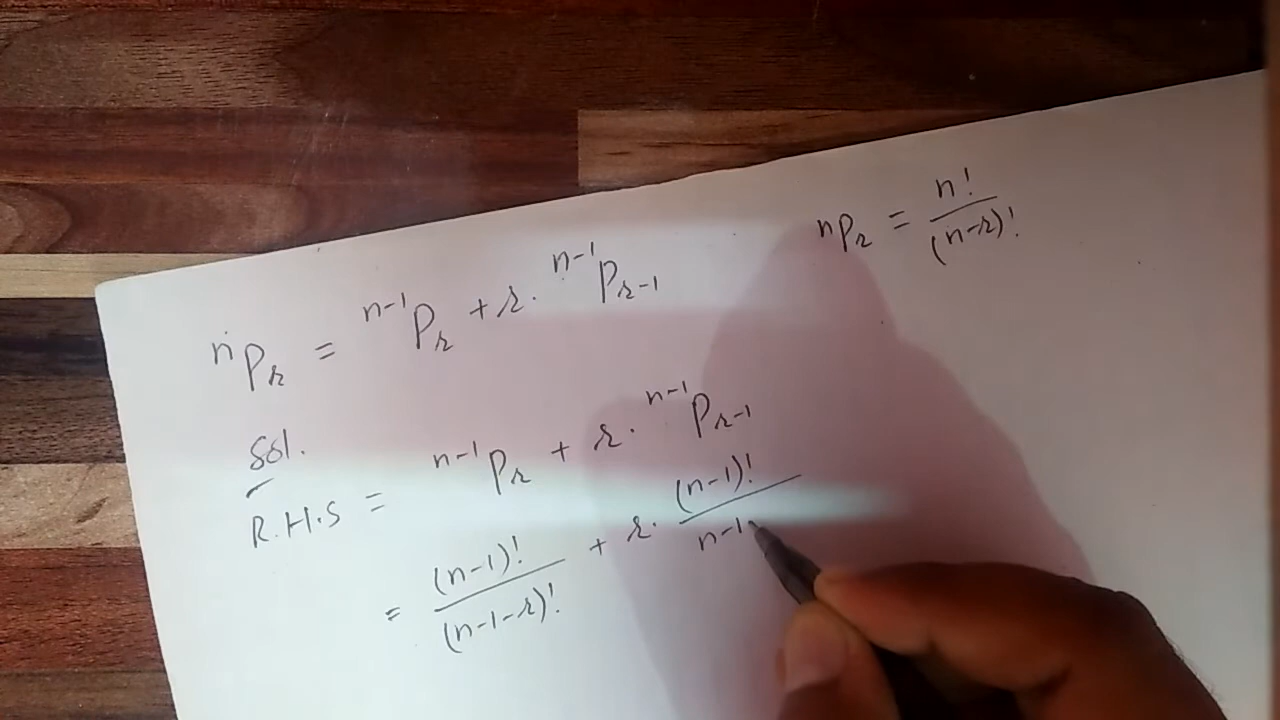 nPr = n!/(n-r)!
nPr = n-1Pr + r. n-1Pr-1
Sol.
R.H.S = n-1Pr + r. n-1Pr-1
= (n-1)!/(n-1-r)! + r. (n-1)!/n-1